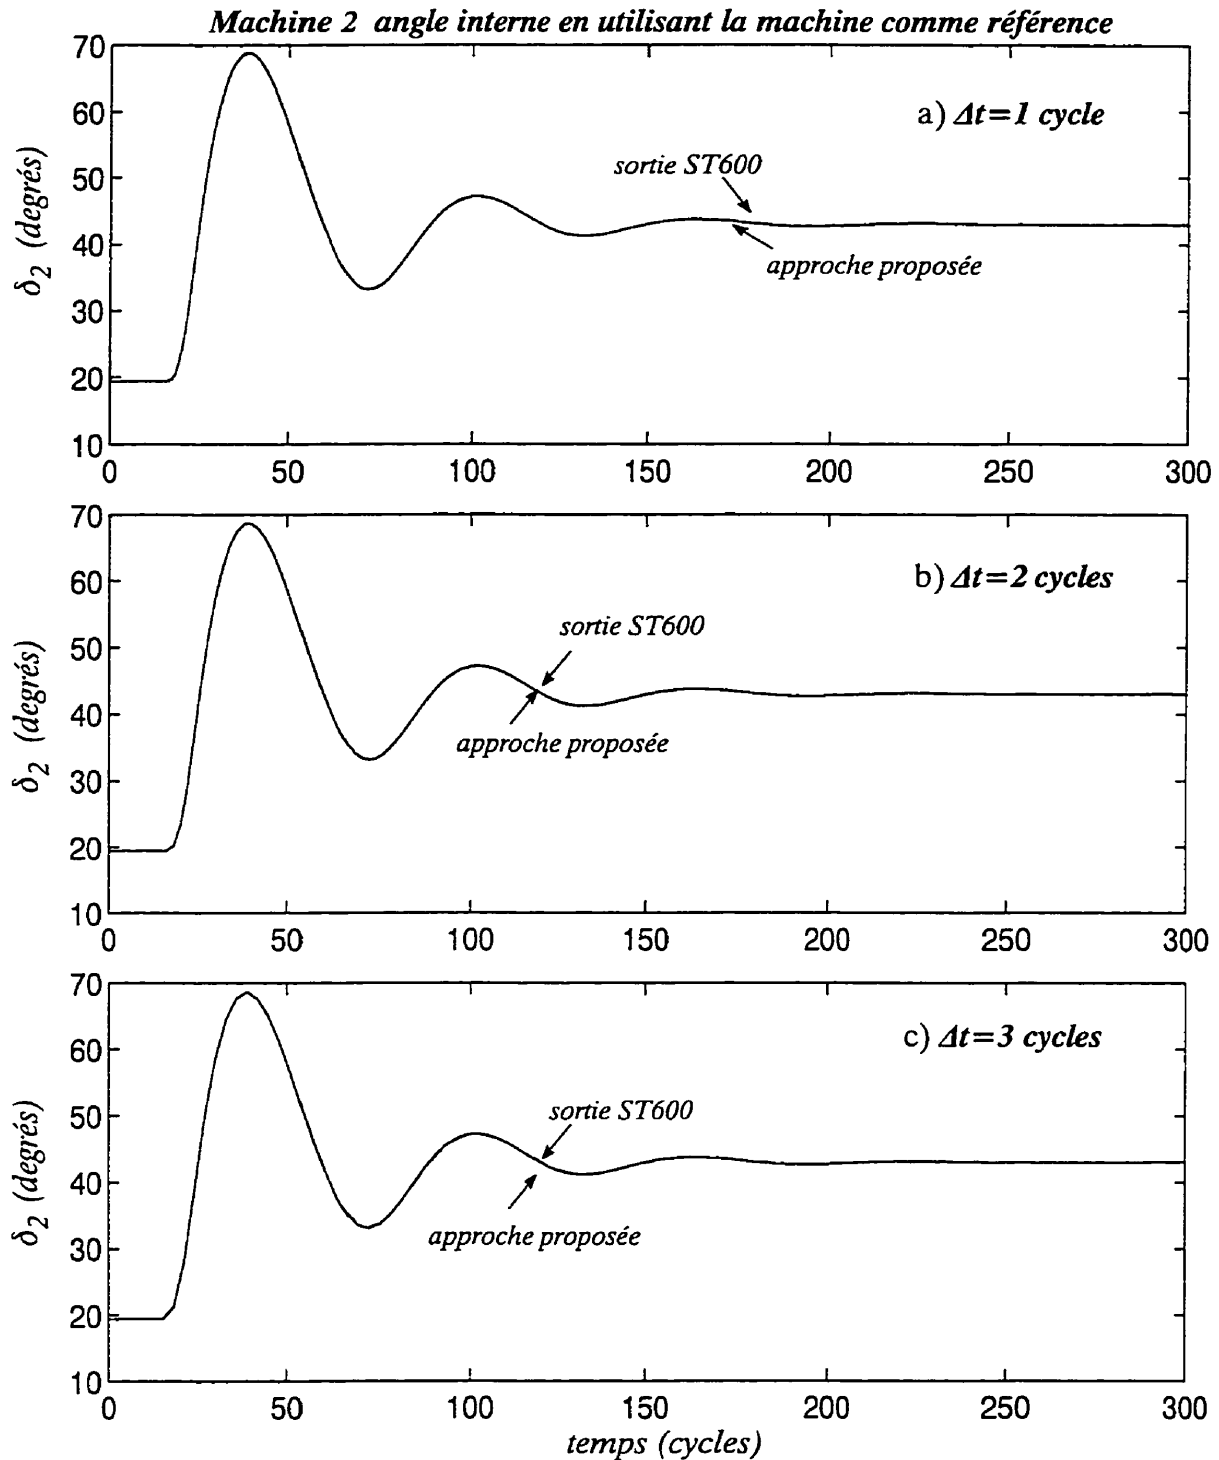 Machine 2 angle interne en utilisant la machine comme référence
70
60
50
40
30
20
10
δ2 (degrés)
a) Δt=1 cycle
sortie ST600
approche proposée
0 50 100 150 200 250 300
70
60
50
40
30
20
10
δ2 (degrés)
b) Δt=2 cycles
sortie ST600
approche proposée
0 50 100 150 200 250 300
70
60
50
40
30
20
10
δ2 (degrés)
c) Δt=3 cycles
sortie ST600
approche proposée
0 50 100 150 200 250 300
temps (cycles)